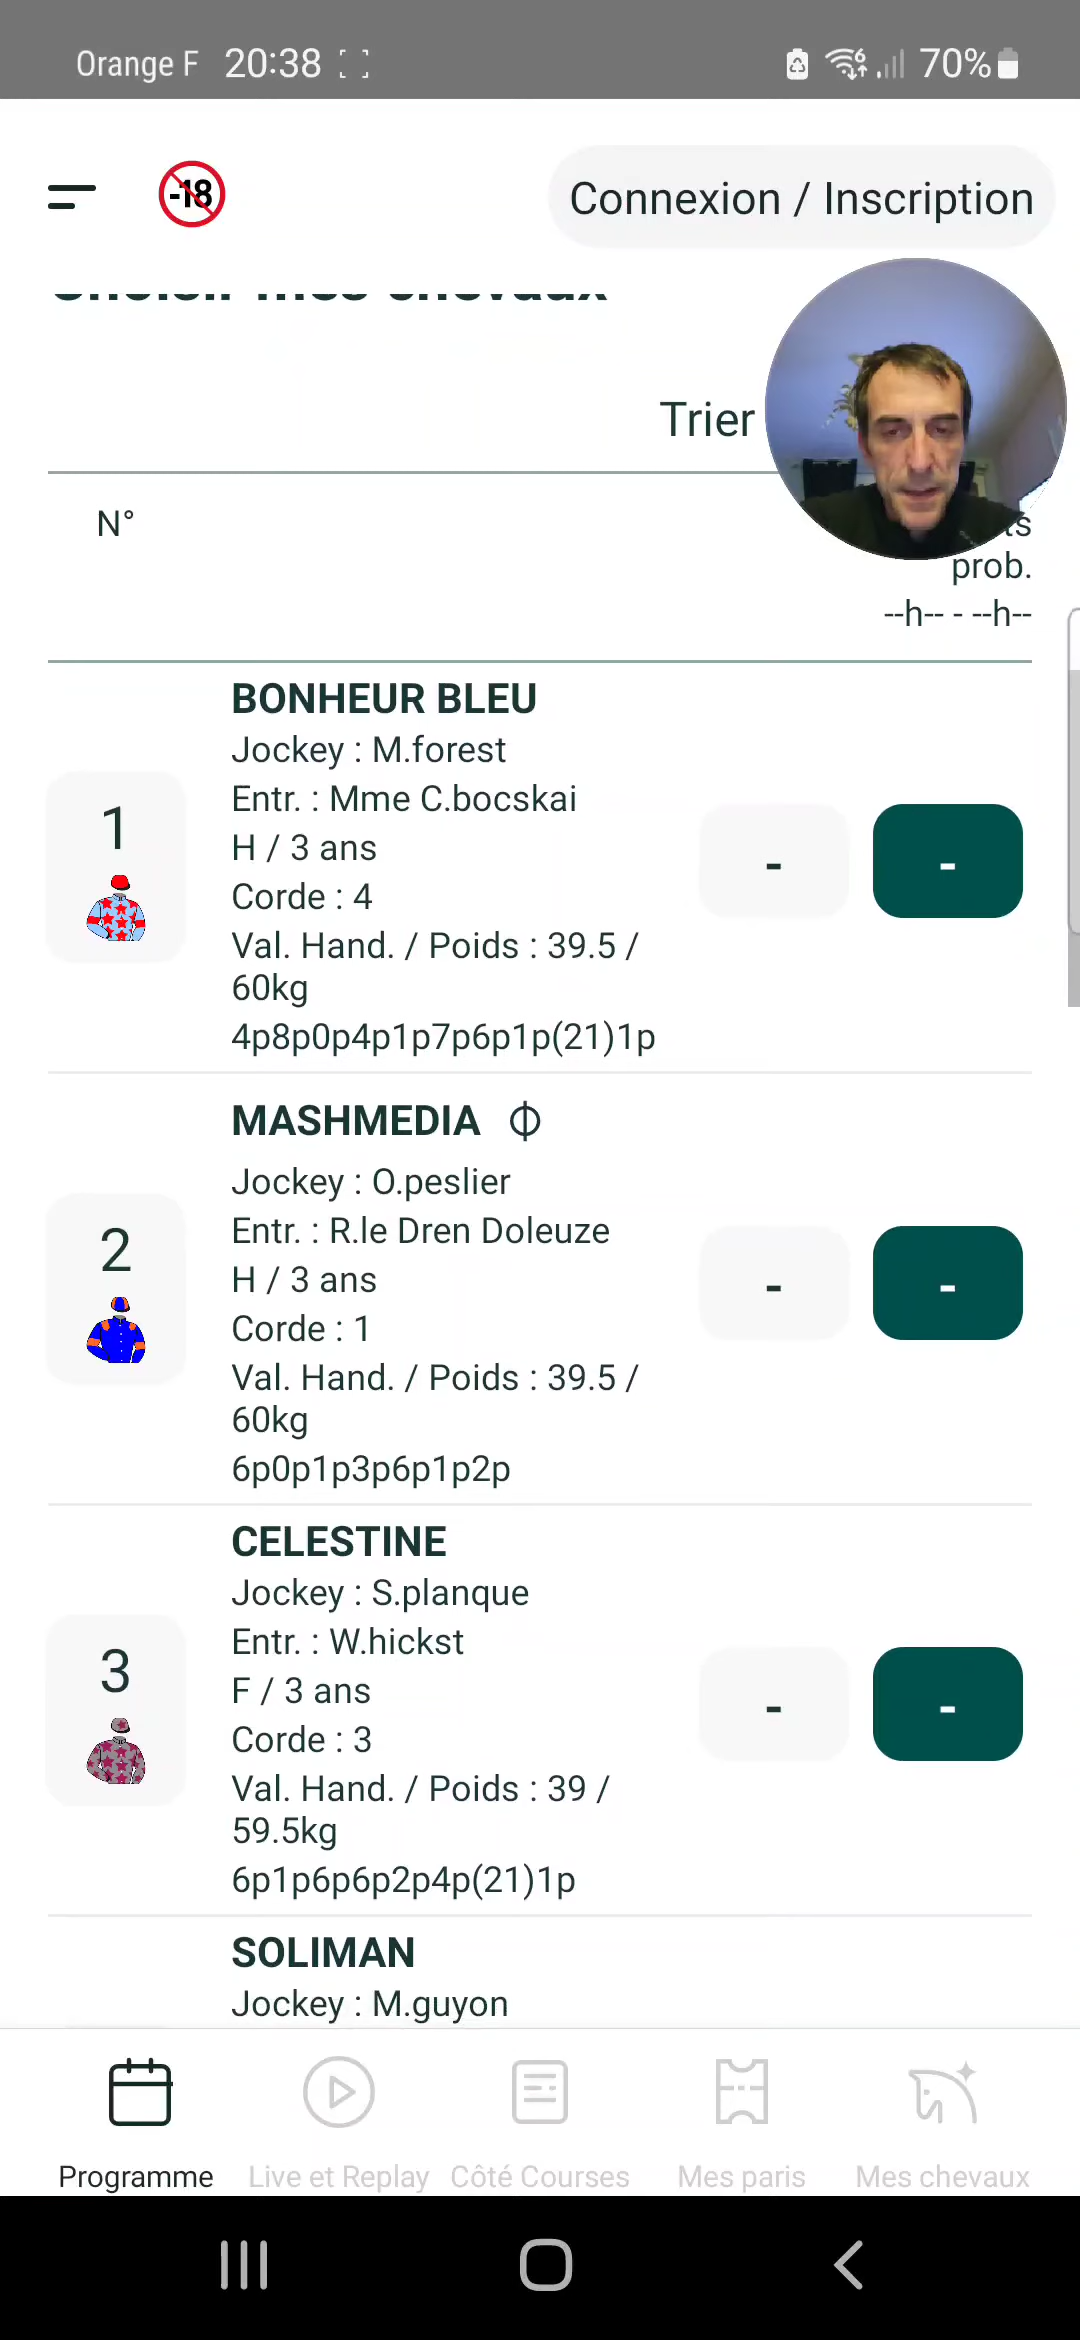 Orange F 20:38 70%
-18
Connexion / Inscription
Choisir mes chevaux
Trier
N°
prob.
--h-- - --h--
BONHEUR BLEU
Jockey : M.forest
Entr. : Mme C.bocskai
1
H / 3 ans
- -
Corde : 4
Val. Hand. / Poids : 39.5 /
60kg
4p8p0p4p1p7p6p1p(21)1p
MASHMEDIA
Jockey : O.peslier
Entr. : R.le Dren Doleuze
2
H / 3 ans
- -
Corde : 1
Val. Hand. / Poids : 39.5 /
60kg
6p0p1p3p6p1p2p
CELESTINE
Jockey : S.planque
Entr. : W.hickst
3
F / 3 ans
- -
Corde : 3
Val. Hand. / Poids : 39 /
59.5kg
6p1p6p6p2p4p(21)1p
SOLIMAN
Jockey : M.guyon
Programme Live et Replay Côté Courses Mes paris Mes chevaux